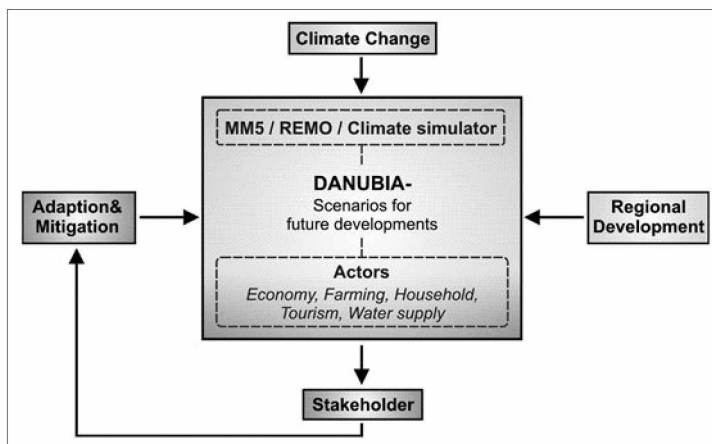 Climate Change
MM5 / REMO / Climate simulator
DANUBIA-
Scenarios for
future developments
Adaption&
Mitigation
Regional
Development
Actors
Economy, Farming, Household,
Tourism, Water supply
Stakeholder